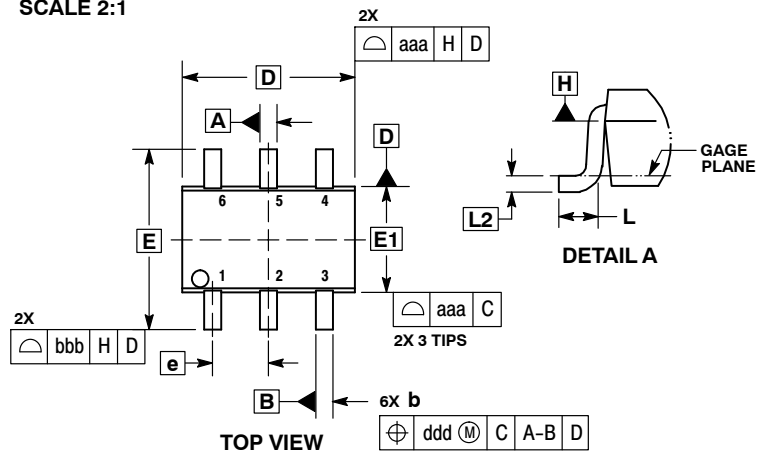 SCALE 2:1
2X
⌓ aaa H D
D
A
H
D
GAGE
PLANE
6 5 4
L2
L
E
E1
DETAIL A
1 2 3
⌓ aaa C
2X 3 TIPS
2X
⌓ bbb H D
e
B
6X b
⌖ ddd Ⓜ C A–B D
TOP VIEW